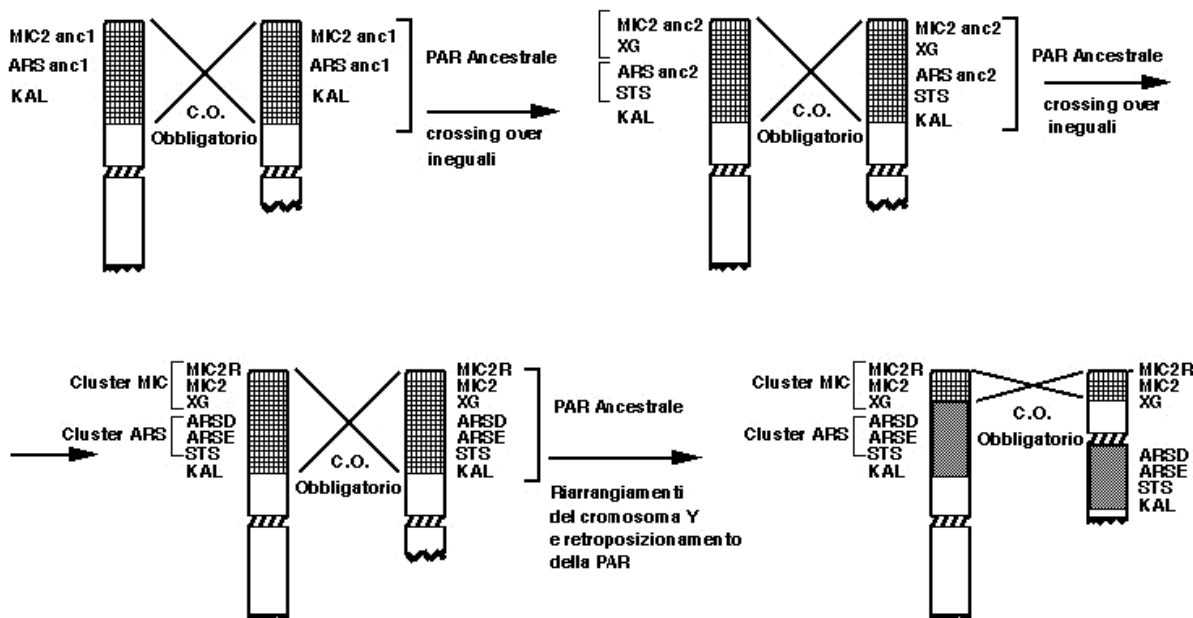 MIC2 anc1
ARS anc1
KAL
C.O.
Obbligatorio
MIC2 anc1
ARS anc1
KAL
PAR Ancestrale
crossing over
ineguali
MIC2 anc2
XG
ARS anc2
STS
KAL
C.O.
Obbligatorio
MIC2 anc2
XG
ARS anc2
STS
KAL
PAR Ancestrale
crossing over
ineguali
Cluster MIC
MIC2R
MIC2
XG
Cluster ARS
ARSD
ARSE
STS
KAL
C.O.
Obbligatorio
MIC2R
MIC2
XG
ARSD
ARSE
STS
KAL
PAR Ancestrale
Riarrangiamenti
del cromosoma Y
e retroposizionamento
della PAR
Cluster MIC
MIC2R
MIC2
XG
Cluster ARS
ARSD
ARSE
STS
KAL
C.O.
Obbligatorio
MIC2R
MIC2
XG
ARSD
ARSE
STS
KAL